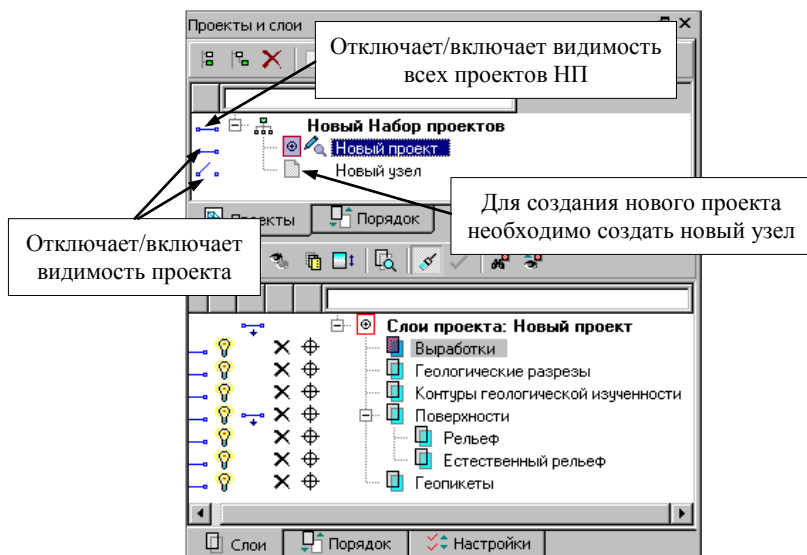 Проекты и слои
Отключает/включает видимость
всех проектов НП
Новый Набор проектов
Новый проект
Новый узел
Для создания нового проекта
необходимо создать новый узел
Порядок
Отключает/включает
видимость проекта
Слои проекта: Новый проект
Выработки
Геологические разрезы
Контуры геологической изученности
Поверхности
Рельеф
Естественный рельеф
Геопикеты
Слои
Порядок
Настройки